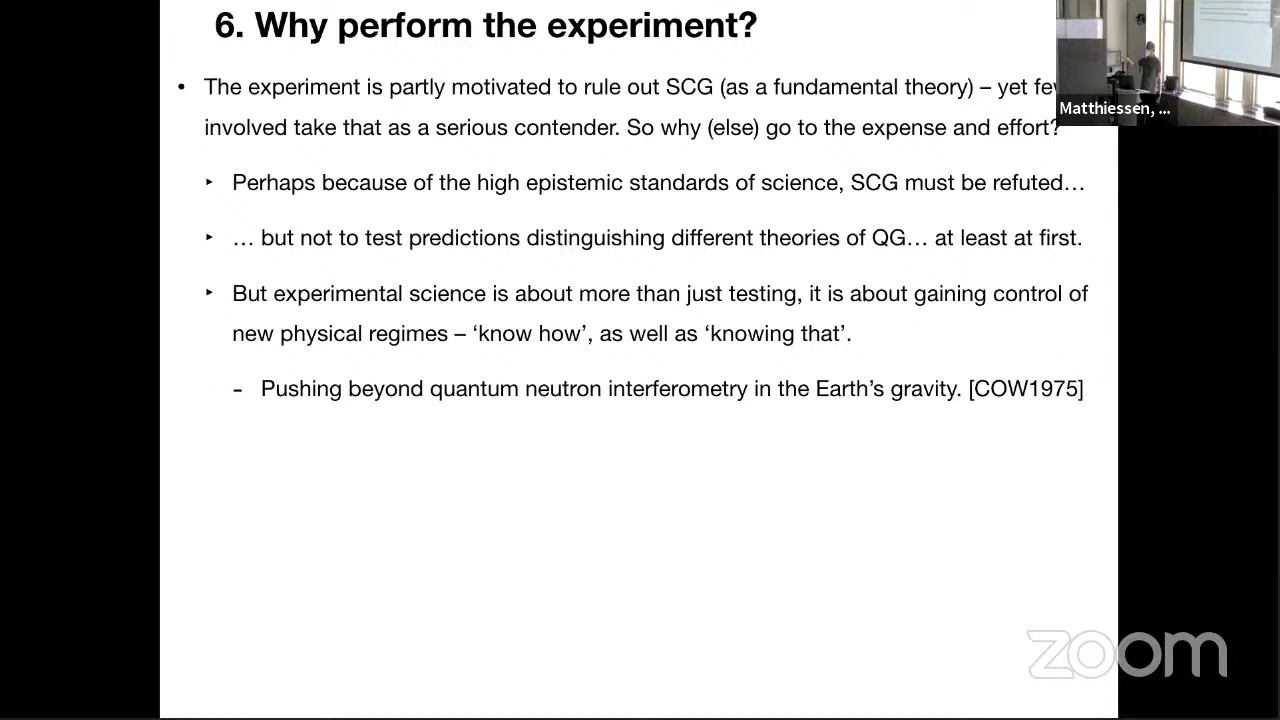 6. Why perform the experiment?
• The experiment is partly motivated to rule out SCG (as a fundamental theory) – yet few
involved take that as a serious contender. So why (else) go to the expense and effort?
‣ Perhaps because of the high epistemic standards of science, SCG must be refuted…
‣ … but not to test predictions distinguishing different theories of QG… at least at first.
‣ But experimental science is about more than just testing, it is about gaining control of
new physical regimes – ‘know how’, as well as ‘knowing that’.
- Pushing beyond quantum neutron interferometry in the Earth’s gravity. [COW1975]
Matthiessen, ...
zoom